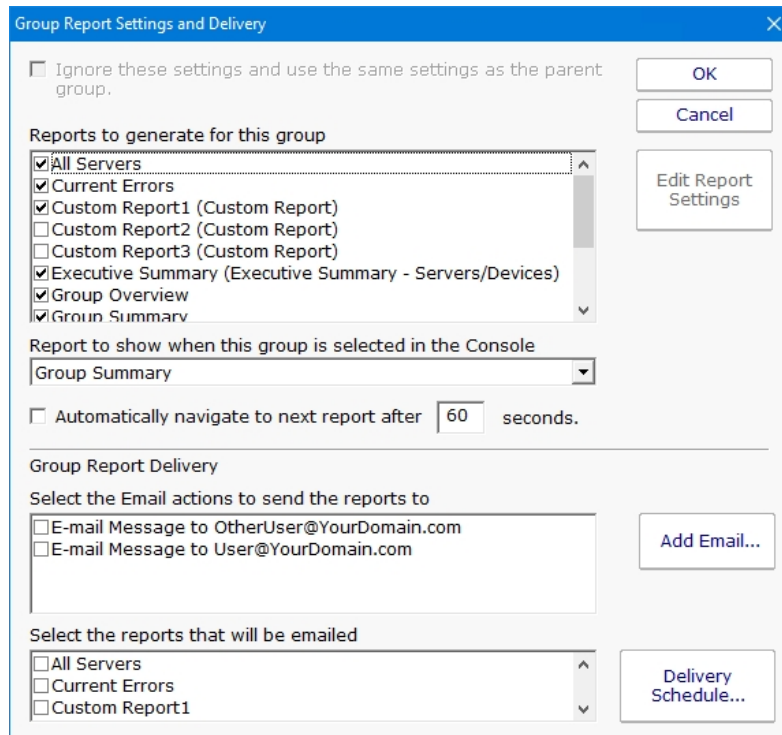 Group Report Settings and Delivery
Ignore these settings and use the same settings as the parent
group.
OK
Cancel
Reports to generate for this group
All Servers
Current Errors
Custom Report1 (Custom Report)
Custom Report2 (Custom Report)
Custom Report3 (Custom Report)
Executive Summary (Executive Summary - Servers/Devices)
Group Overview
Group Summary
Edit Report
Settings
Report to show when this group is selected in the Console
Group Summary
Automatically navigate to next report after 60 seconds.
Group Report Delivery
Select the Email actions to send the reports to
E-mail Message to OtherUser@YourDomain.com
E-mail Message to User@YourDomain.com
Add Email...
Select the reports that will be emailed
All Servers
Current Errors
Custom Report1
Delivery
Schedule...